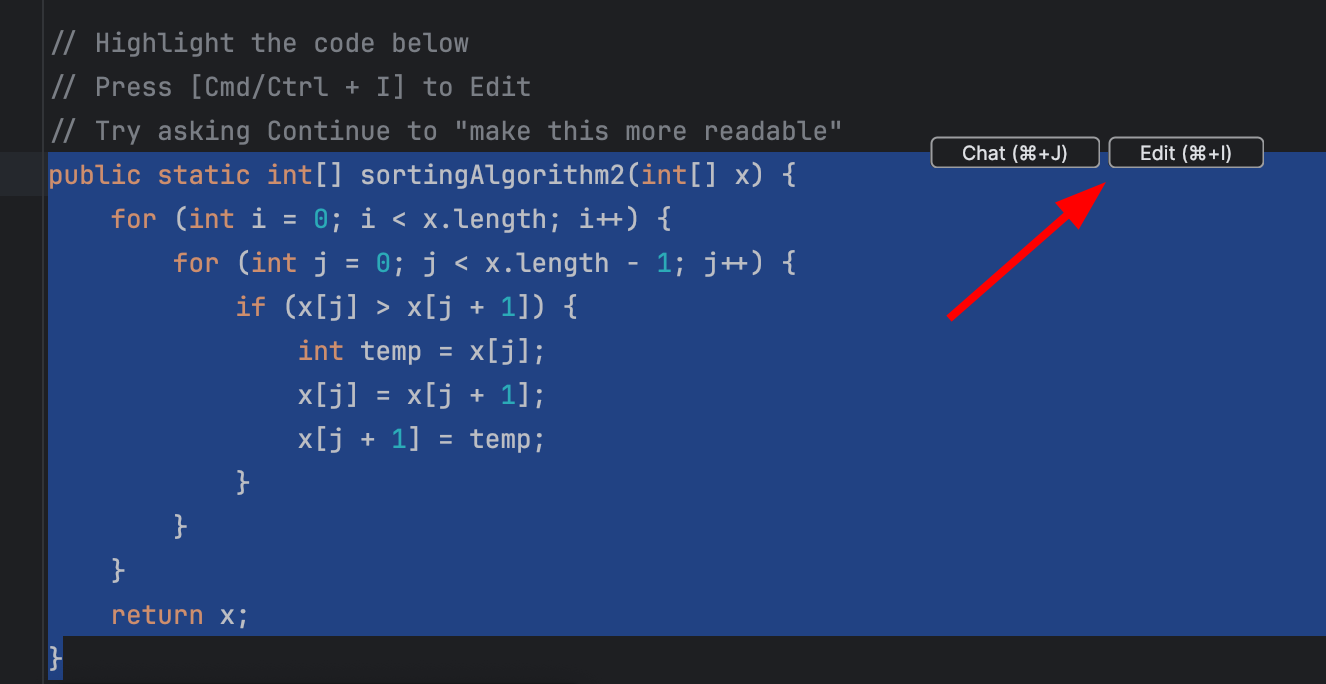 // Highlight the code below
// Press [Cmd/Ctrl + I] to Edit
// Try asking Continue to "make this more readable"
Chat (⌘+J) Edit (⌘+I)
public static int[] sortingAlgorithm2(int[] x) {
    for (int i = 0; i < x.length; i++) {
        for (int j = 0; j < x.length - 1; j++) {
            if (x[j] > x[j + 1]) {
                int temp = x[j];
                x[j] = x[j + 1];
                x[j + 1] = temp;
            }
        }
    }
    return x;
}